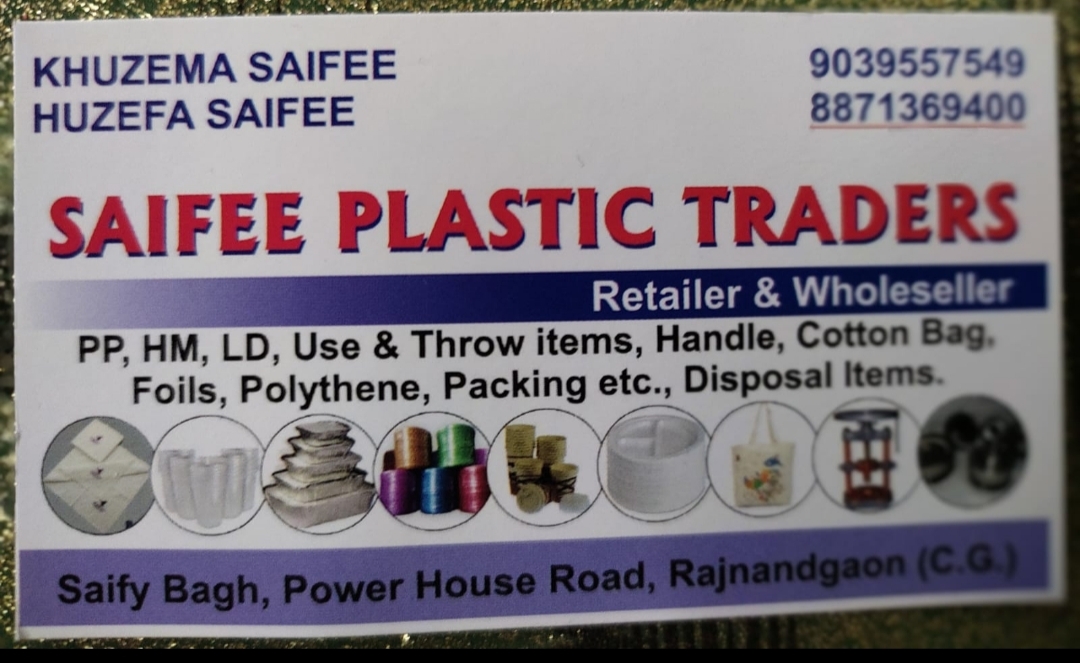 KHUZEMA SAIFEE
HUZEFA SAIFEE
9039557549
8871369400
SAIFEE PLASTIC TRADERS
Retailer & Wholeseller
PP, HM, LD, Use & Throw items, Handle, Cotton Bag,
Foils, Polythene, Packing etc., Disposal Items.
Saify Bagh, Power House Road, Rajnandgaon (C.G.)